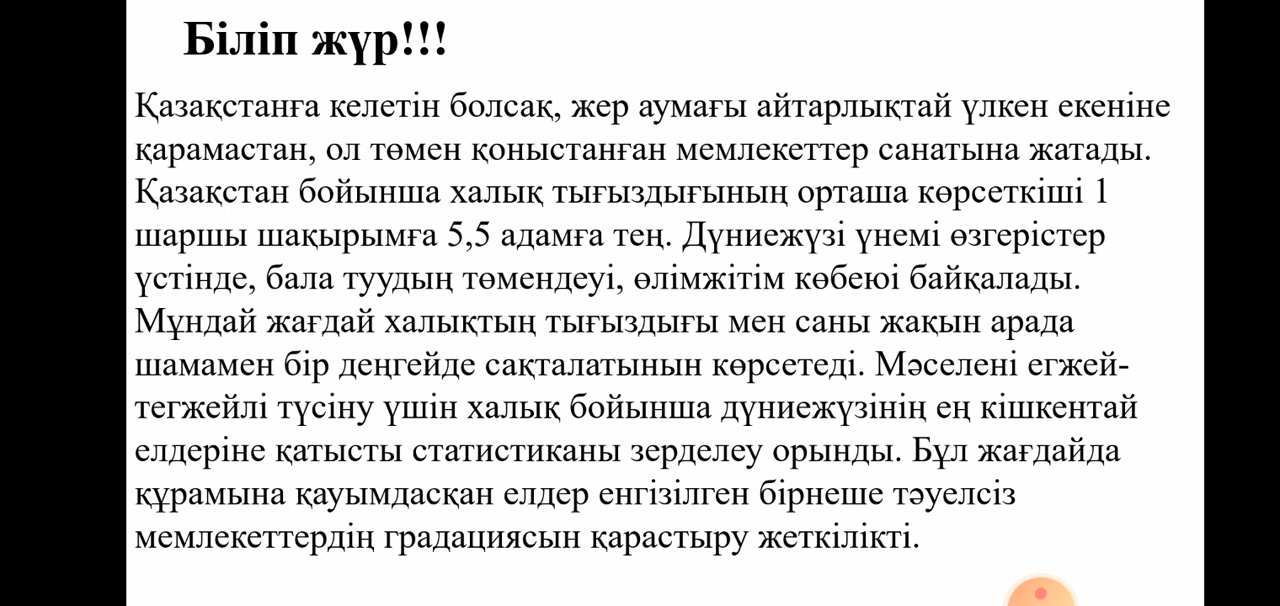 Біліп жүр!!!
Қазақстанға келетін болсақ, жер аумағы айтарлықтай үлкен екеніне
қарамастан, ол төмен қоныстанған мемлекеттер санатына жатады.
Қазақстан бойынша халық тығыздығының орташа көрсеткіші 1
шаршы шақырымға 5,5 адамға тең. Дүниежүзі үнемі өзгерістер
үстінде, бала туудың төмендеуі, өлімжітім көбеюі байқалады.
Мұндай жағдай халықтың тығыздығы мен саны жақын арада
шамамен бір деңгейде сақталатынын көрсетеді. Мәселені егжей-
тегжейлі түсіну үшін халық бойынша дүниежүзінің ең кішкентай
елдеріне қатысты статистиканы зерделеу орынды. Бұл жағдайда
құрамына қауымдасқан елдер енгізілген бірнеше тәуелсіз
мемлекеттердің градациясын қарастыру жеткілікті.